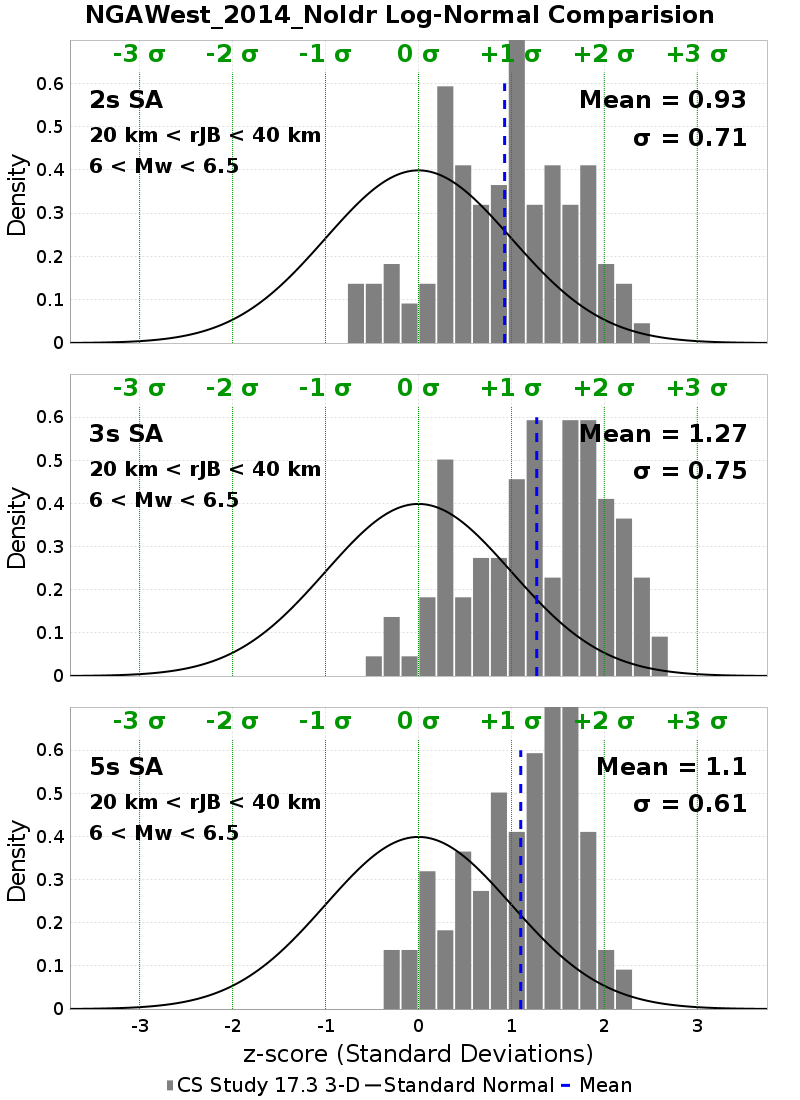 NGAWest_2014_NoIdr Log-Normal Comparision
-3 σ -2 σ -1 σ 0 σ +1 σ +2 σ +3 σ
2s SA Mean = 0.93
20 km < rJB < 40 km σ = 0.71
6 < Mw < 6.5
Density
0.6
0.5
0.4
0.3
0.2
0.1
0
-3 σ -2 σ -1 σ 0 σ +1 σ +2 σ +3 σ
3s SA Mean = 1.27
20 km < rJB < 40 km σ = 0.75
6 < Mw < 6.5
Density
0.6
0.5
0.4
0.3
0.2
0.1
0
-3 σ -2 σ -1 σ 0 σ +1 σ +2 σ +3 σ
5s SA Mean = 1.1
20 km < rJB < 40 km σ = 0.61
6 < Mw < 6.5
Density
0.6
0.5
0.4
0.3
0.2
0.1
0
-3 -2 -1 0 1 2 3
z-score (Standard Deviations)
CS Study 17.3 3-D Standard Normal Mean